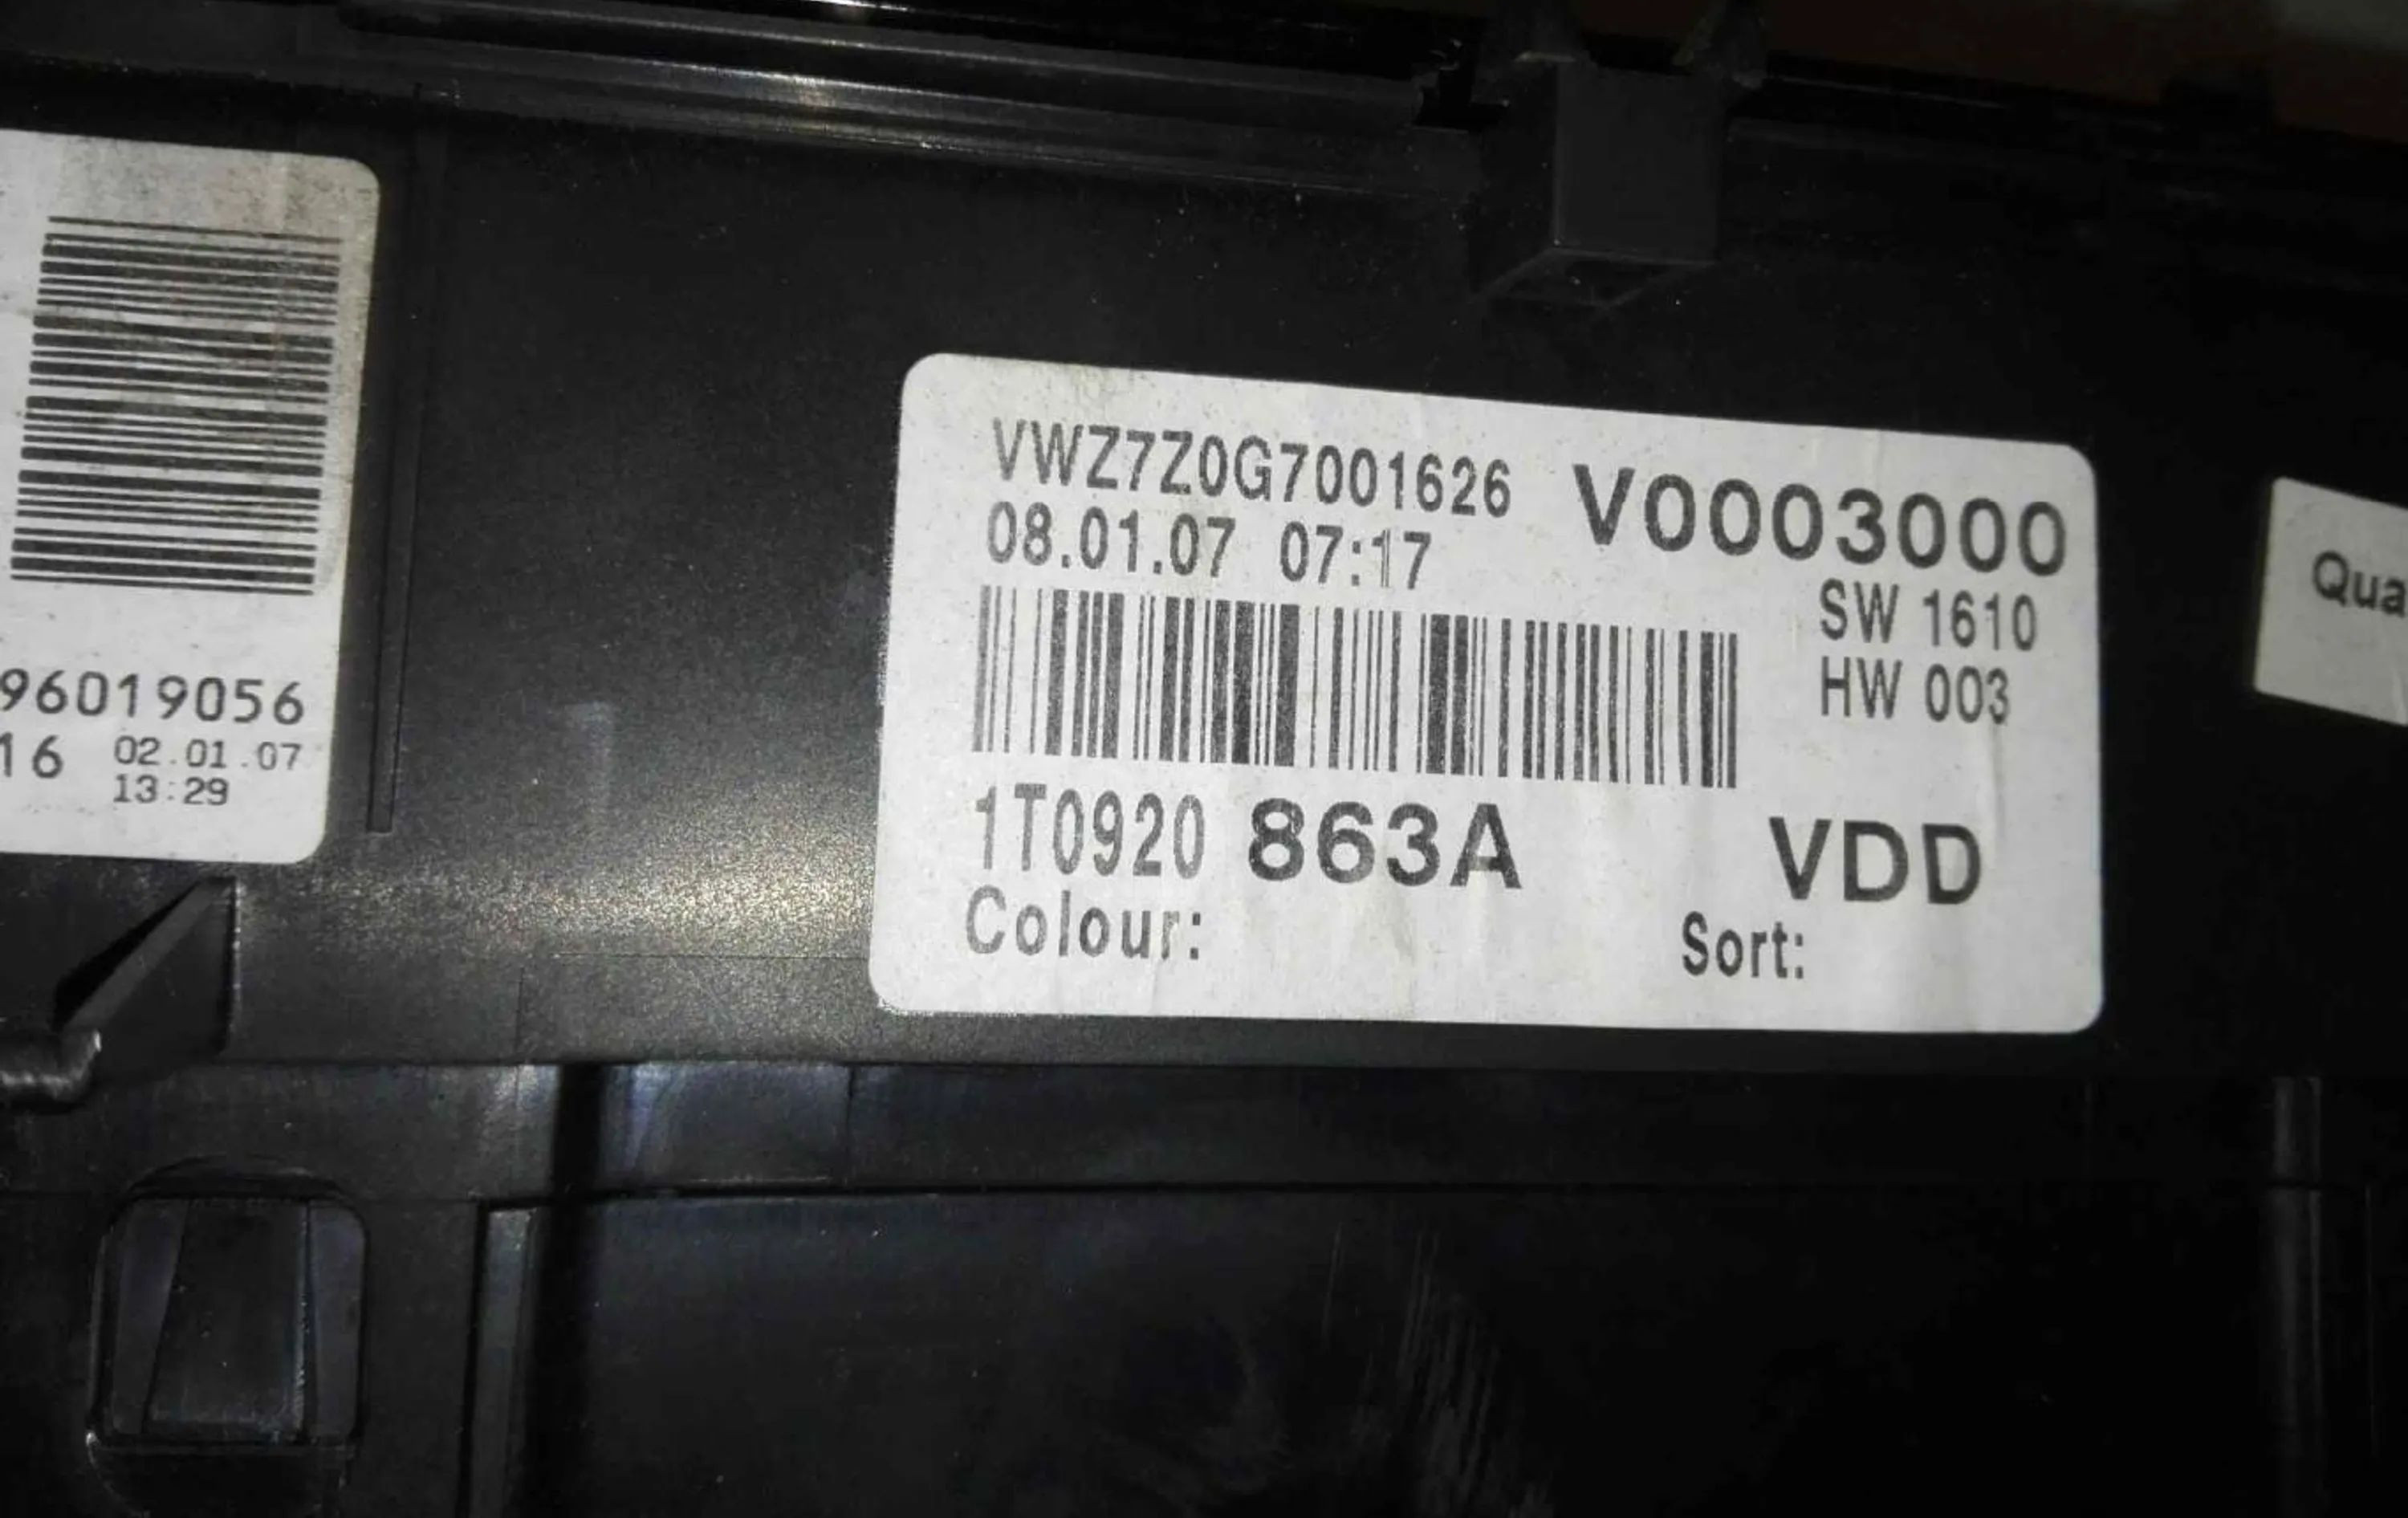 96019056
16 02.01.07
13:29
VWZ7Z0G7001626 V0003000
08.01.07 07:17
SW 1610
HW 003
1T0920 863A VDD
Colour: Sort:
Qua